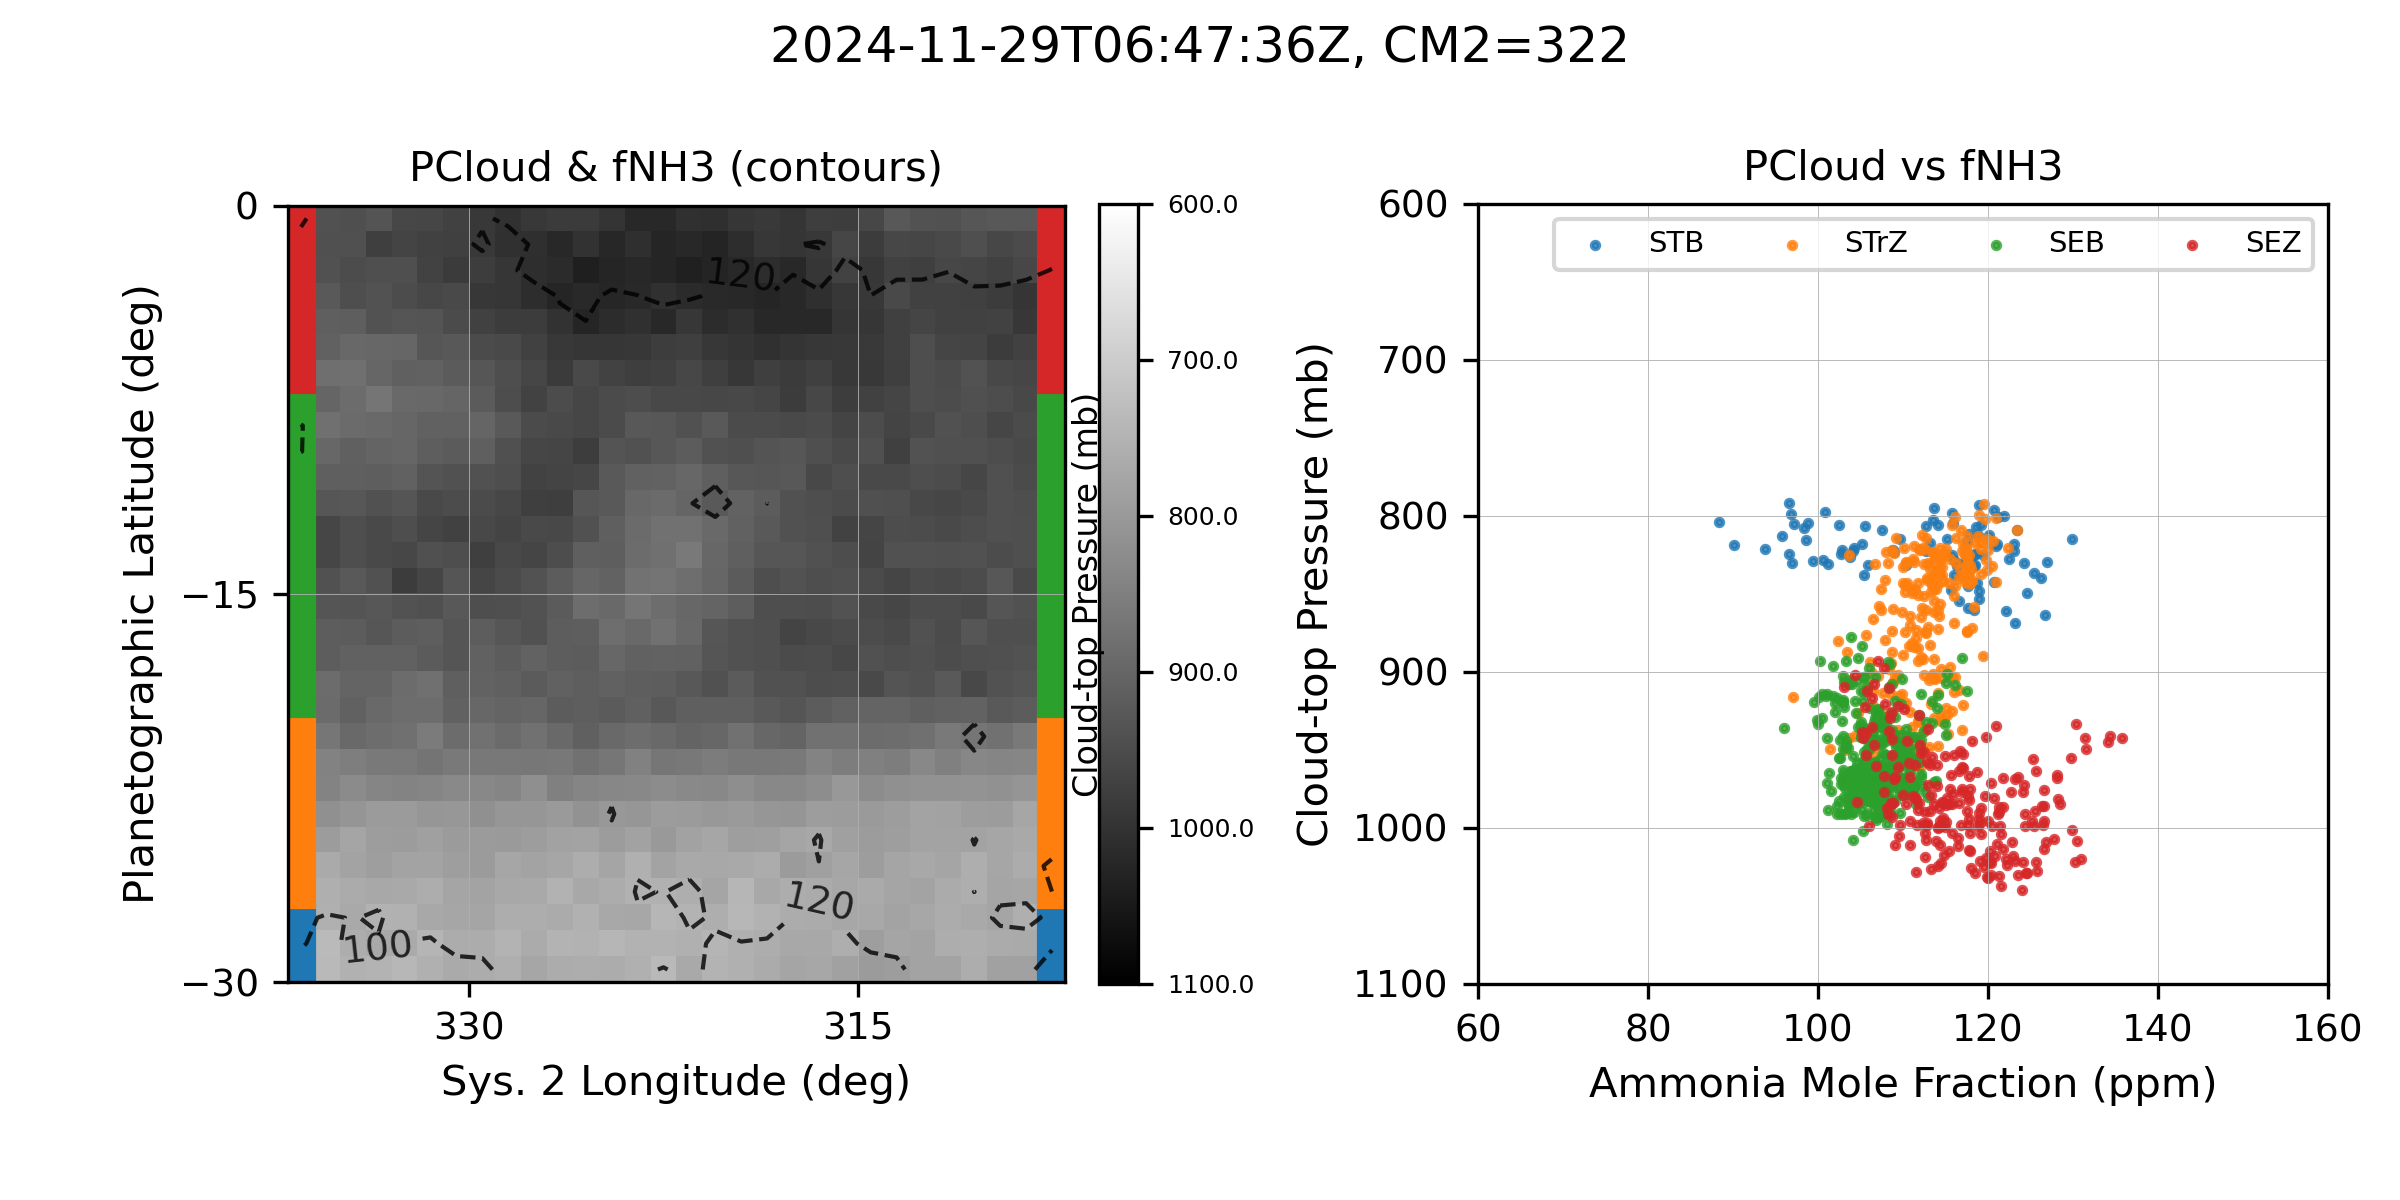 2024-11-29T06:47:36Z, CM2=322
PCloud & fNH3 (contours)
Planetographic Latitude (deg)
0
−15
−30
120
120
100
330
315
Sys. 2 Longitude (deg)
Cloud-top Pressure (mb)
600.0
700.0
800.0
900.0
1000.0
1100.0
PCloud vs fNH3
Cloud-top Pressure (mb)
600
700
800
900
1000
1100
STB STrZ SEB SEZ
60 80 100 120 140 160
Ammonia Mole Fraction (ppm)